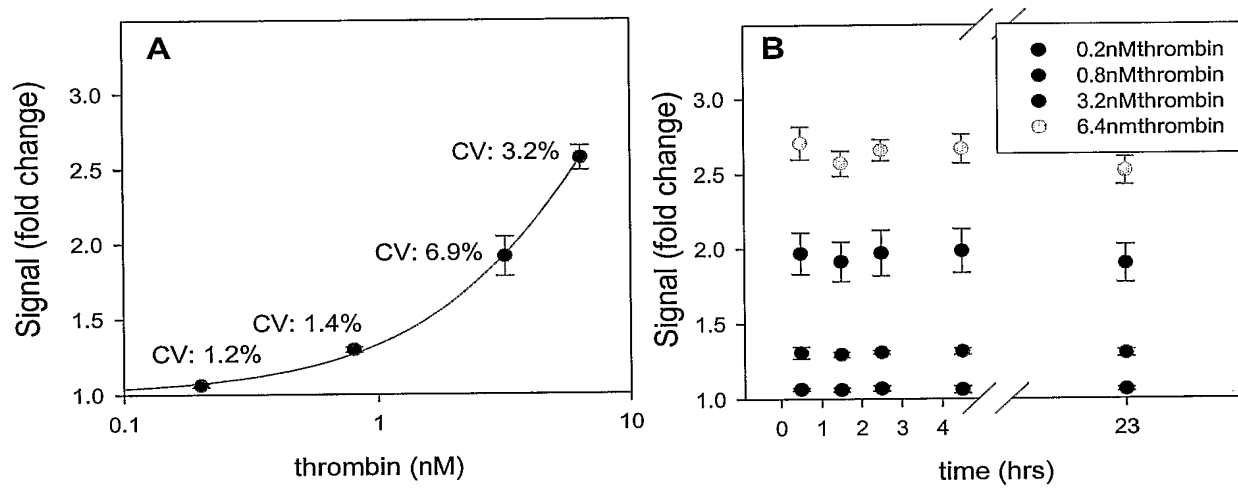 A
Signal (fold change)
3.0
2.5
2.0
1.5
1.0
CV: 3.2%
CV: 6.9%
CV: 1.4%
CV: 1.2%
0.1
1
10
thrombin (nM)
B
Signal (fold change)
3.0
2.5
2.0
1.5
1.0
0.2nMthrombin
0.8nMthrombin
3.2nMthrombin
6.4nmthrombin
0 1 2 3 4 23
time (hrs)